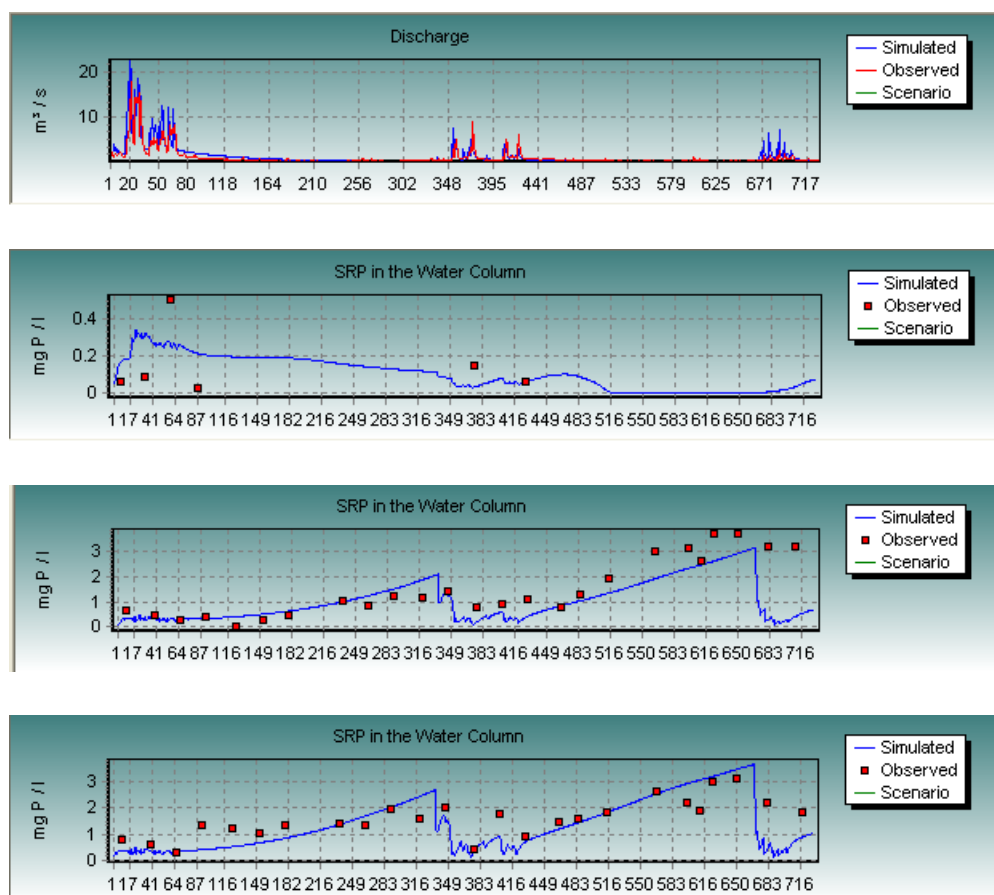 Discharge
Simulated
Observed
Scenario
m³ / s
20
10
1 20 50 80 118 164 210 256 302 348 395 441 487 533 579 625 671 717
SRP in the Water Column
Simulated
Observed
Scenario
mg P / l
0.4
0.2
0
1 17 41 64 87 116 149 182 216 249 283 316 349 383 416 449 483 516 550 583 616 650 683 716
SRP in the Water Column
Simulated
Observed
Scenario
mg P / l
3
2
1
0
1 17 41 64 87 116 149 182 216 249 283 316 349 383 416 449 483 516 550 583 616 650 683 716
SRP in the Water Column
Simulated
Observed
Scenario
mg P / l
3
2
1
0
1 17 41 64 87 116 149 182 216 249 283 316 349 383 416 449 483 516 550 583 616 650 683 716